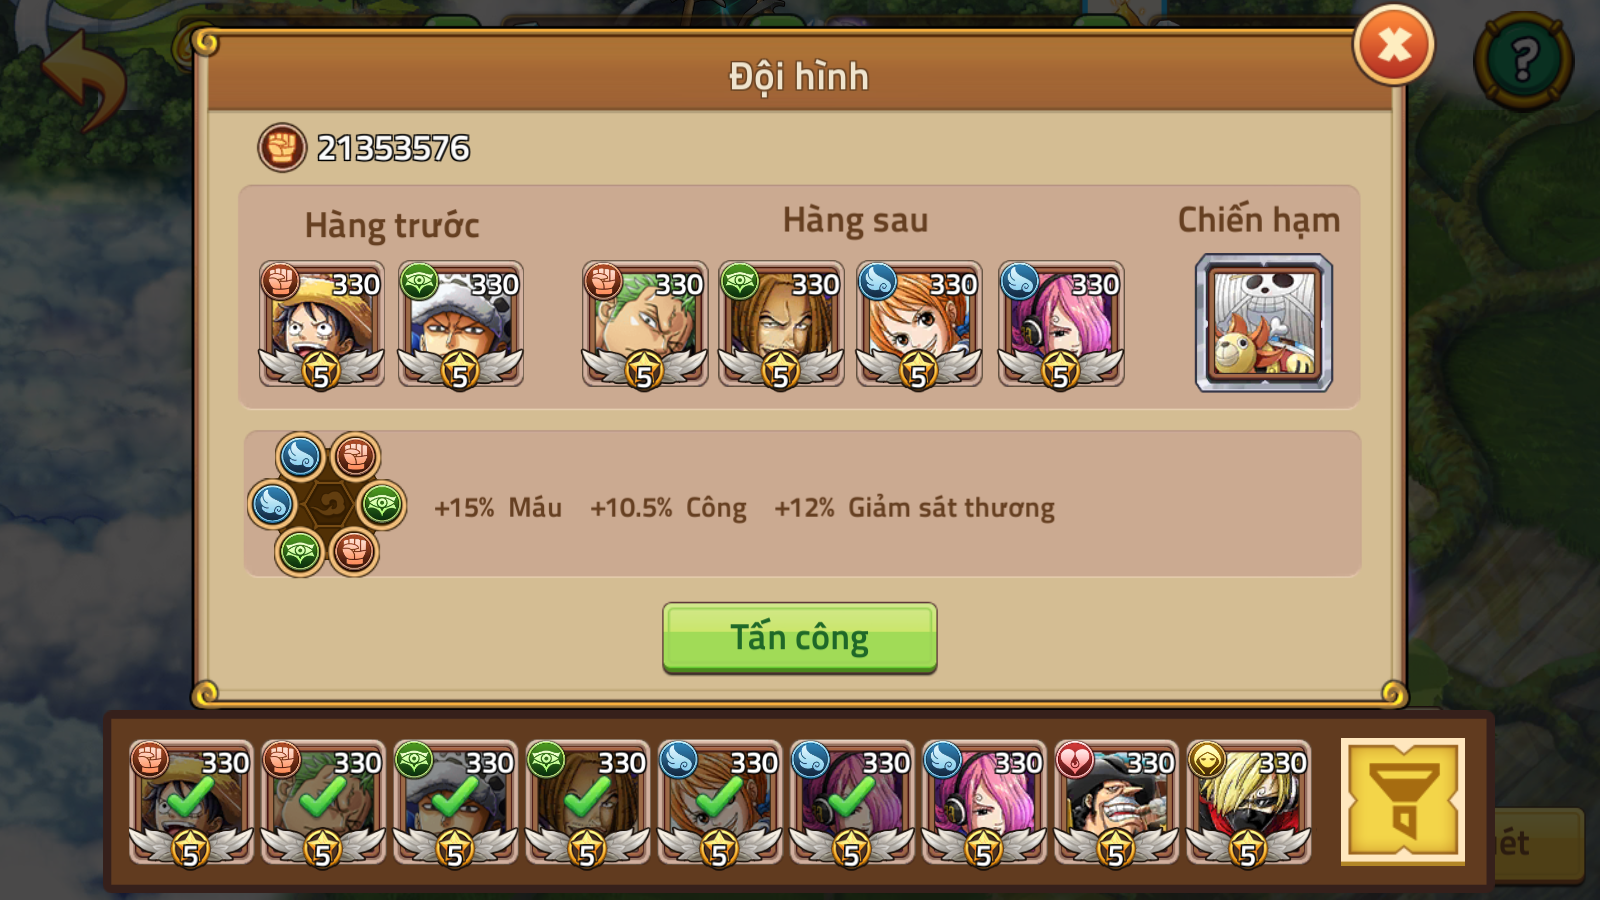 Đội hình
21353576
Hàng trước
Hàng sau
Chiến hạm
330 330 330 330 330 330
5 5 5 5 5 5
+15% Máu +10.5% Công +12% Giảm sát thương
Tấn công
330 330 330 330 330 330 330 330 330
5 5 5 5 5 5 5 5 5
?